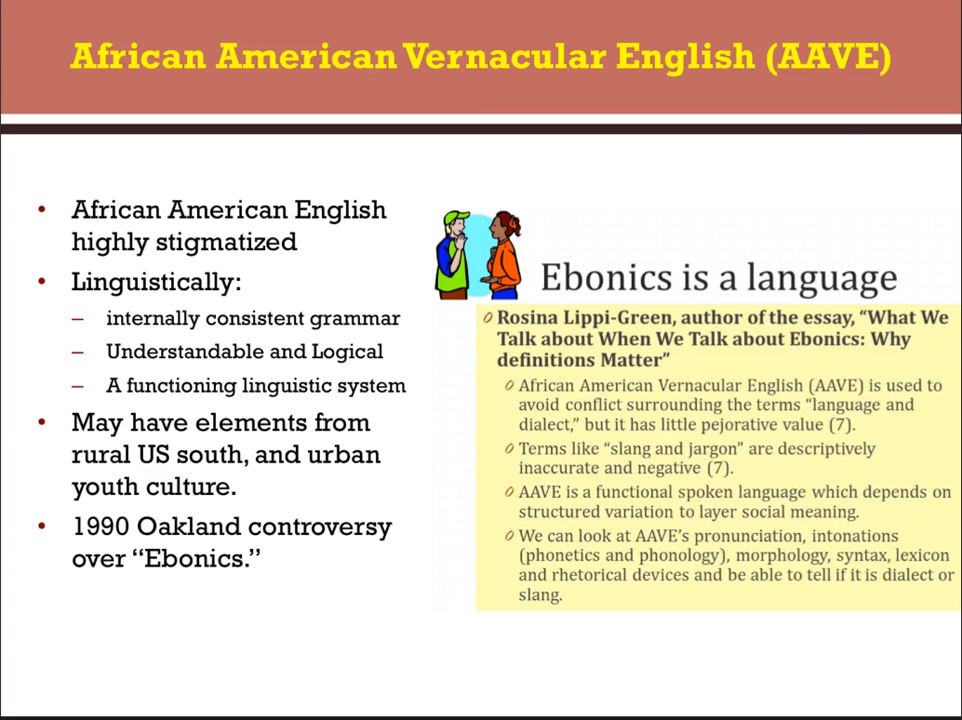 African American Vernacular English (AAVE)
• African American English
highly stigmatized
• Linguistically:
– internally consistent grammar
– Understandable and Logical
– A functioning linguistic system
• May have elements from
rural US south, and urban
youth culture.
• 1990 Oakland controversy
over “Ebonics.”
Ebonics is a language
Rosina Lippi-Green, author of the essay, “What We
Talk about When We Talk about Ebonics: Why
definitions Matter”
African American Vernacular English (AAVE) is used to
avoid conflict surrounding the terms “language and
dialect,” but it has little pejorative value (7).
Terms like “slang and jargon” are descriptively
inaccurate and negative (7).
AAVE is a functional spoken language which depends on
structured variation to layer social meaning.
We can look at AAVE’s pronunciation, intonations
(phonetics and phonology), morphology, syntax, lexicon
and rhetorical devices and be able to tell if it is dialect or
slang.